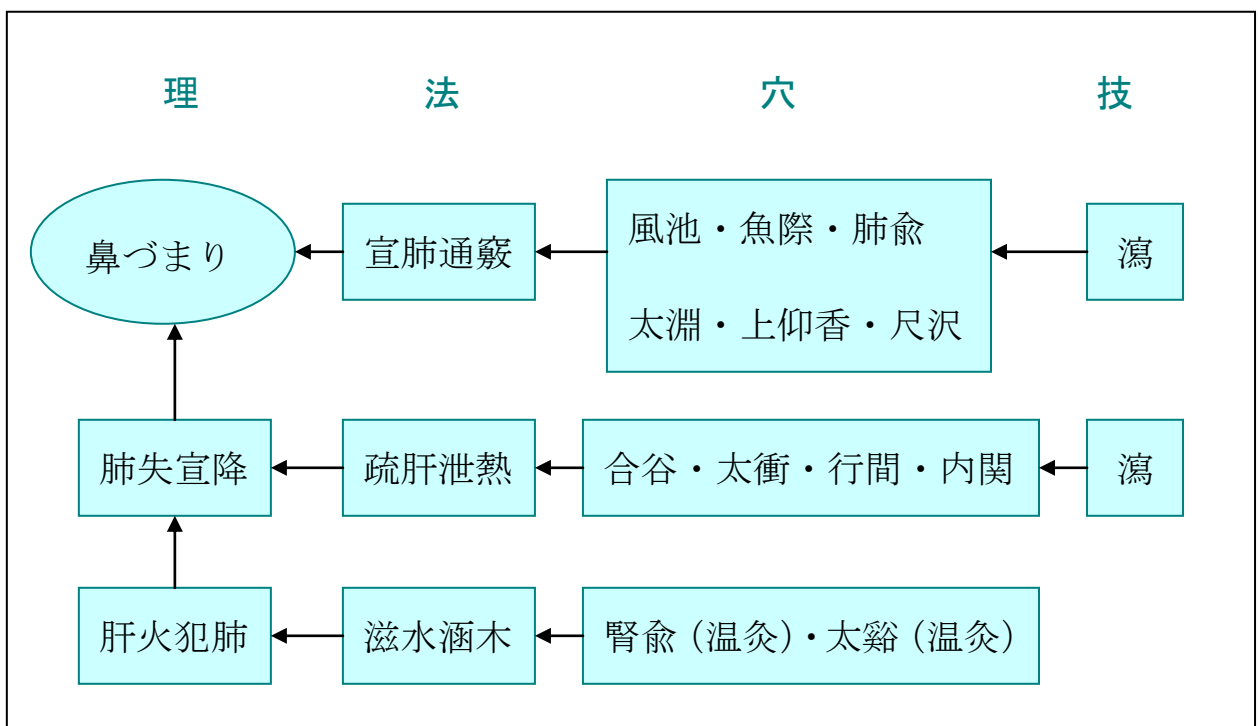 理 法 穴 技
鼻づまり 宣肺通竅 風池・魚際・肺兪 瀉
太淵・上仰香・尺沢
肺失宣降 疏肝泄熱 合谷・太衝・行間・内関 瀉
肝火犯肺 滋水涵木 腎兪（温灸）・太谿（温灸）